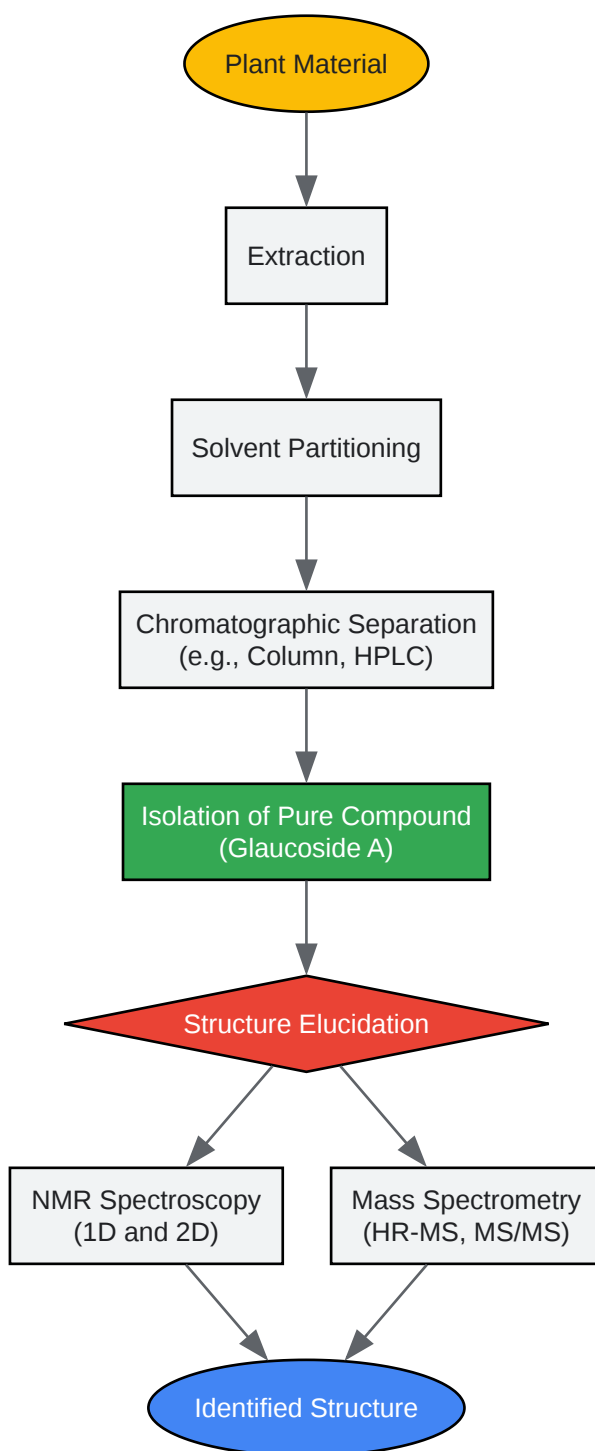 Plant Material
Extraction
Solvent Partitioning
Chromatographic Separation
(e.g., Column, HPLC)
Isolation of Pure Compound
(Glaucoside A)
Structure Elucidation
NMR Spectroscopy
(1D and 2D)
Mass Spectrometry
(HR-MS, MS/MS)
Identified Structure